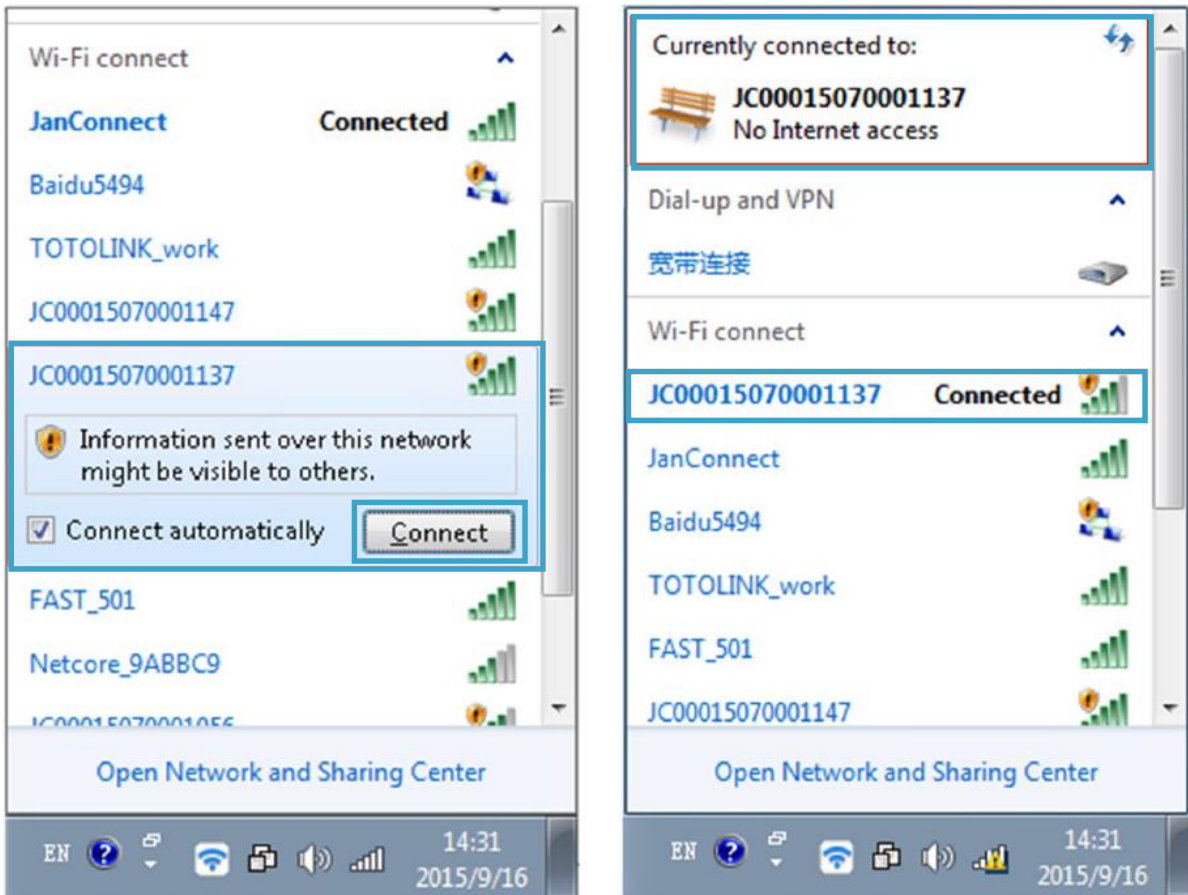 Wi-Fi connect
JanConnect Connected
Baidu5494
TOTOLINK_work
JC00015070001147
JC00015070001137
Information sent over this network
might be visible to others.
Connect automatically Connect
FAST_501
Netcore_9ABBC9
JC00015070001056
Open Network and Sharing Center
EN 14:31
2015/9/16
Currently connected to:
JC00015070001137
No Internet access
Dial-up and VPN
宽带连接
Wi-Fi connect
JC00015070001137 Connected
JanConnect
Baidu5494
TOTOLINK_work
FAST_501
JC00015070001147
Open Network and Sharing Center
EN 14:31
2015/9/16